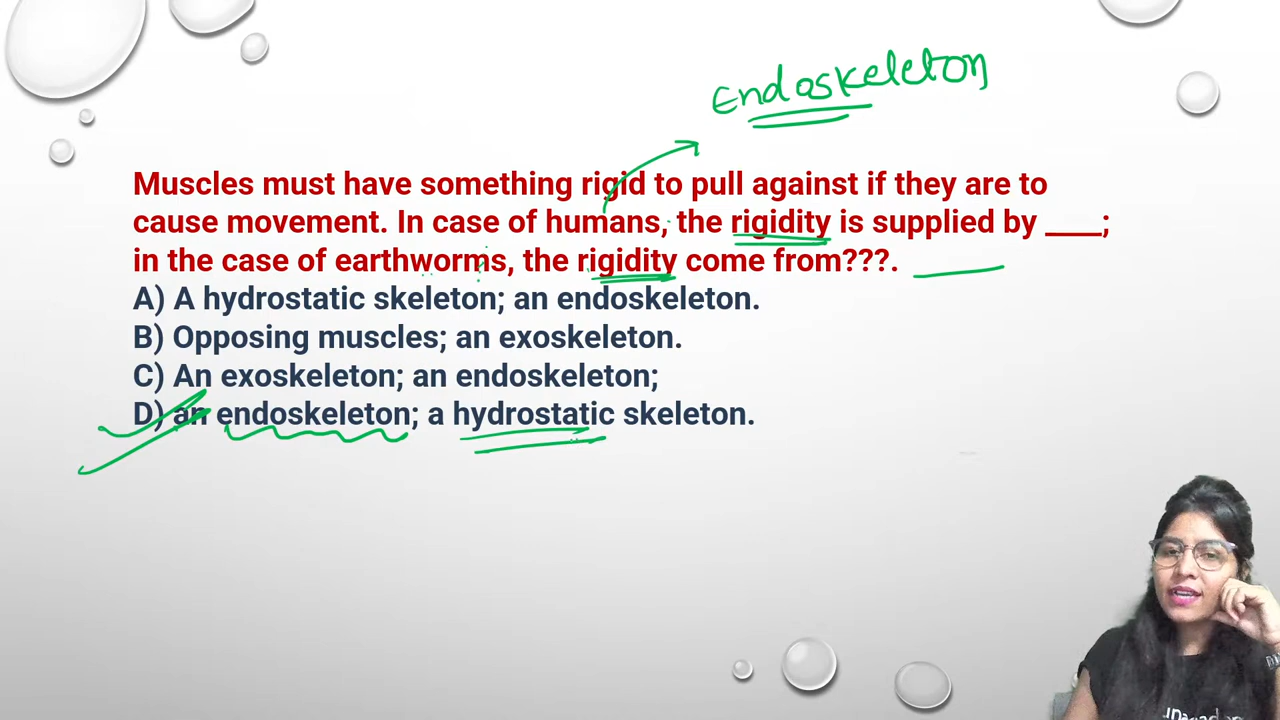 Endoskeleton
Muscles must have something rigid to pull against if they are to
cause movement. In case of humans, the rigidity is supplied by ____;
in the case of earthworms, the rigidity come from???.
A) A hydrostatic skeleton; an endoskeleton.
B) Opposing muscles; an exoskeleton.
C) An exoskeleton; an endoskeleton;
D) an endoskeleton; a hydrostatic skeleton.